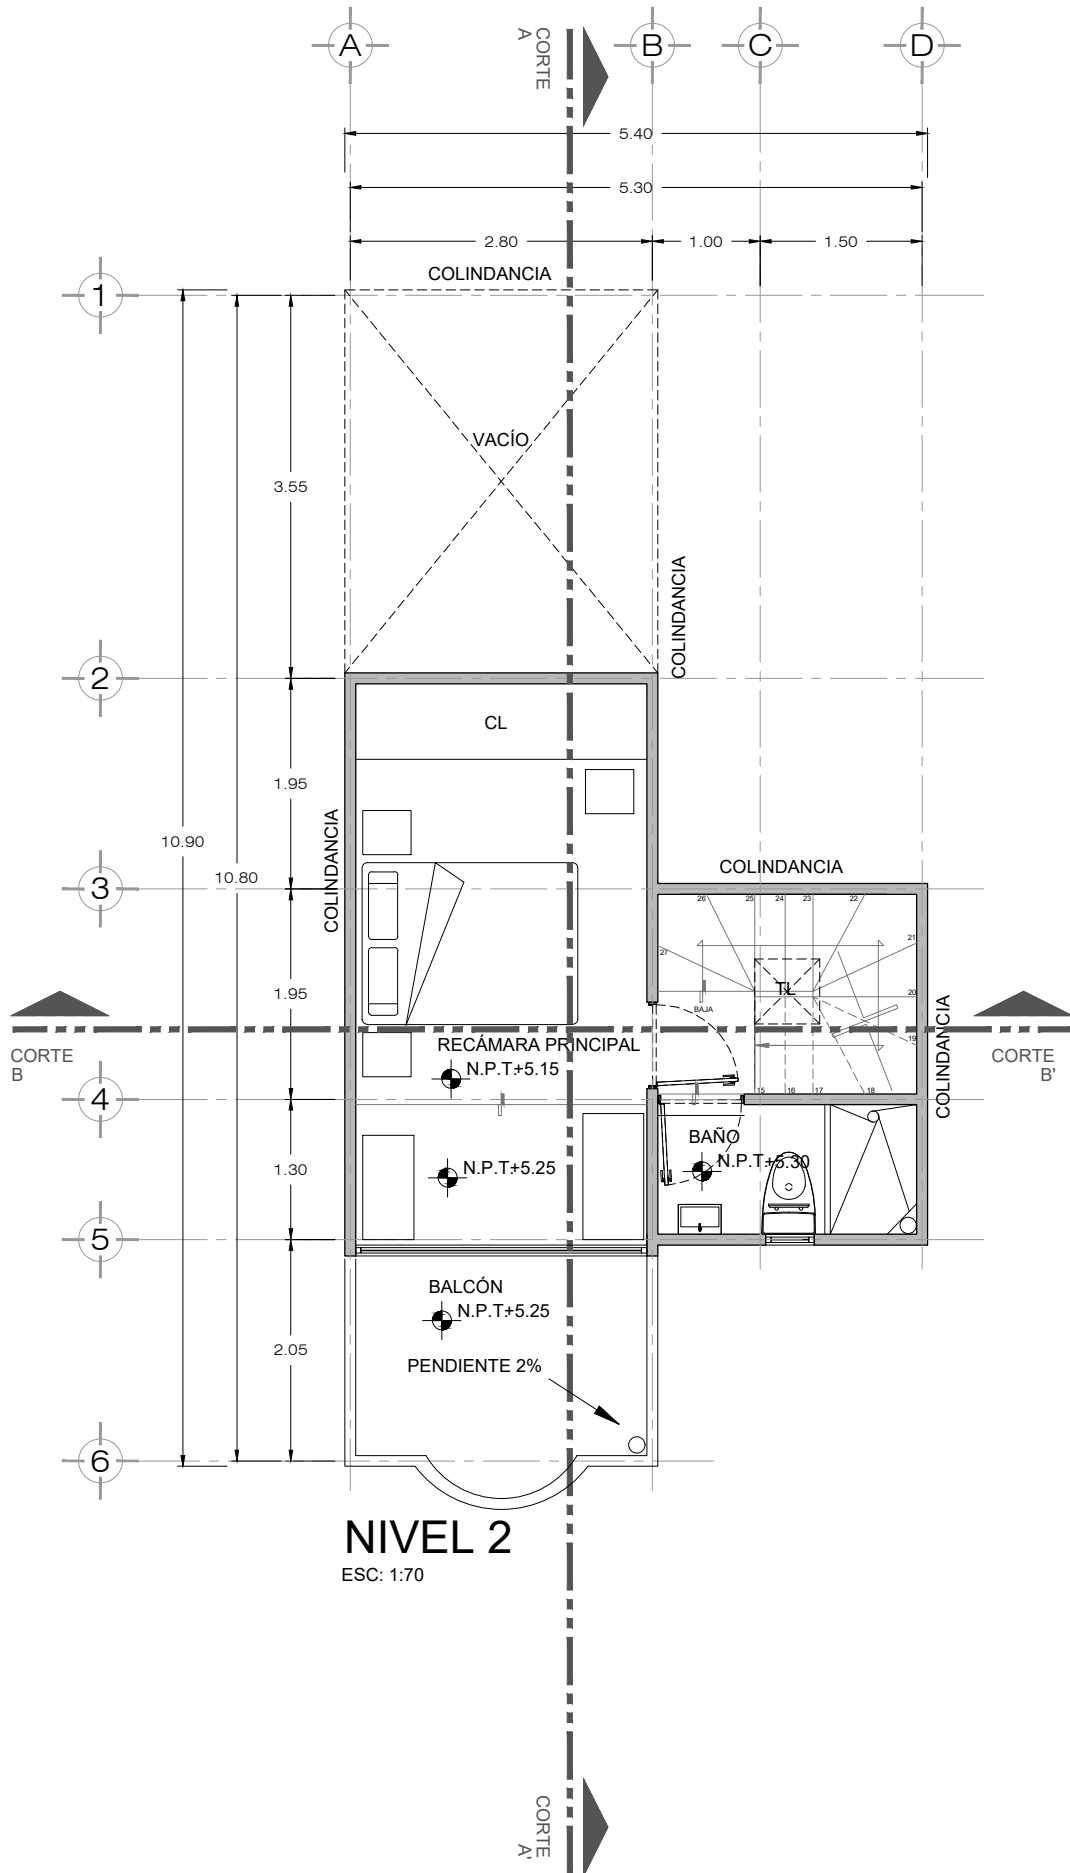 A
B
C
D
CORTE
A
5.40
5.30
2.80
1.00
1.50
COLINDANCIA
1
VACÍO
3.55
COLINDANCIA
2
CL
1.95
10.90
10.80
COLINDANCIA
COLINDANCIA
3
26
25
24
23
22
27
21
20
19
TL
BAJA
1.95
COLINDANCIA
CORTE
B
CORTE
B'
RECÁMARA PRINCIPAL
N.P.T+5.15
15
16
17
18
4
BAÑO
N.P.T+5.30
1.30
N.P.T+5.25
5
BALCÓN
N.P.T+5.25
2.05
PENDIENTE 2%
6
NIVEL 2
ESC: 1:70
CORTE
A'